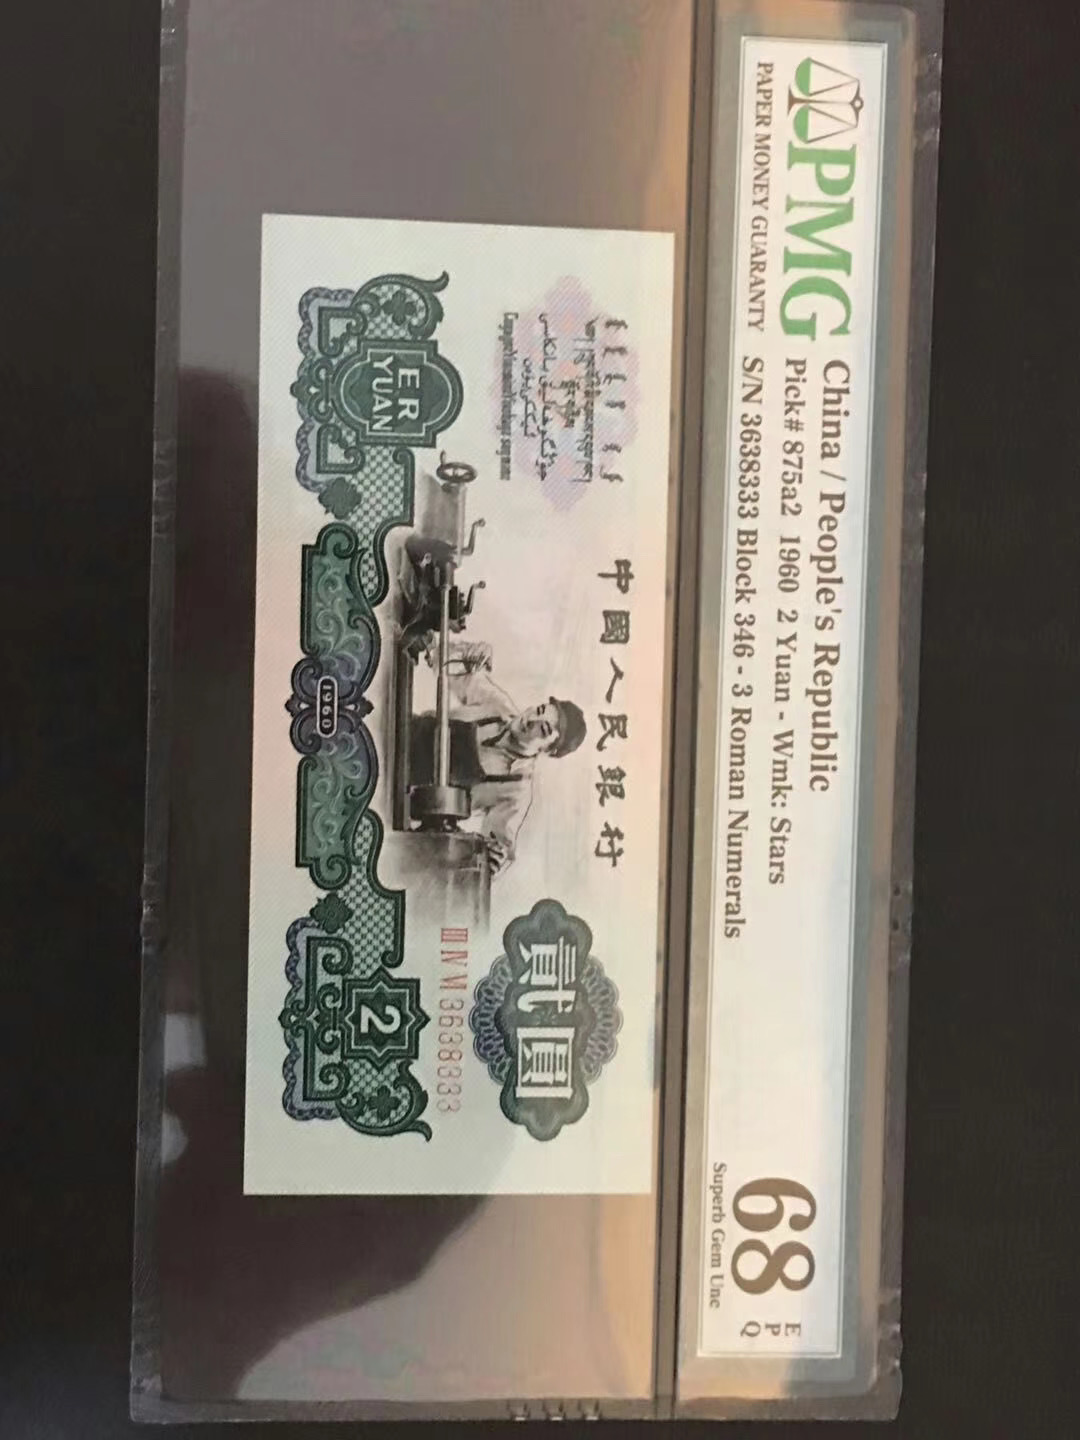 PMG
PAPER MONEY GUARANTY
China / People's Republic
Pick# 875a2 1960 2 Yuan - Wmk: Stars
S/N 3638333 Block 346 - 3 Roman Numerals
68
EPQ
Superb Gem Unc
中國人民銀行
貳圓
ER
YUAN
ⅢⅣⅥ 3638333
2
1960